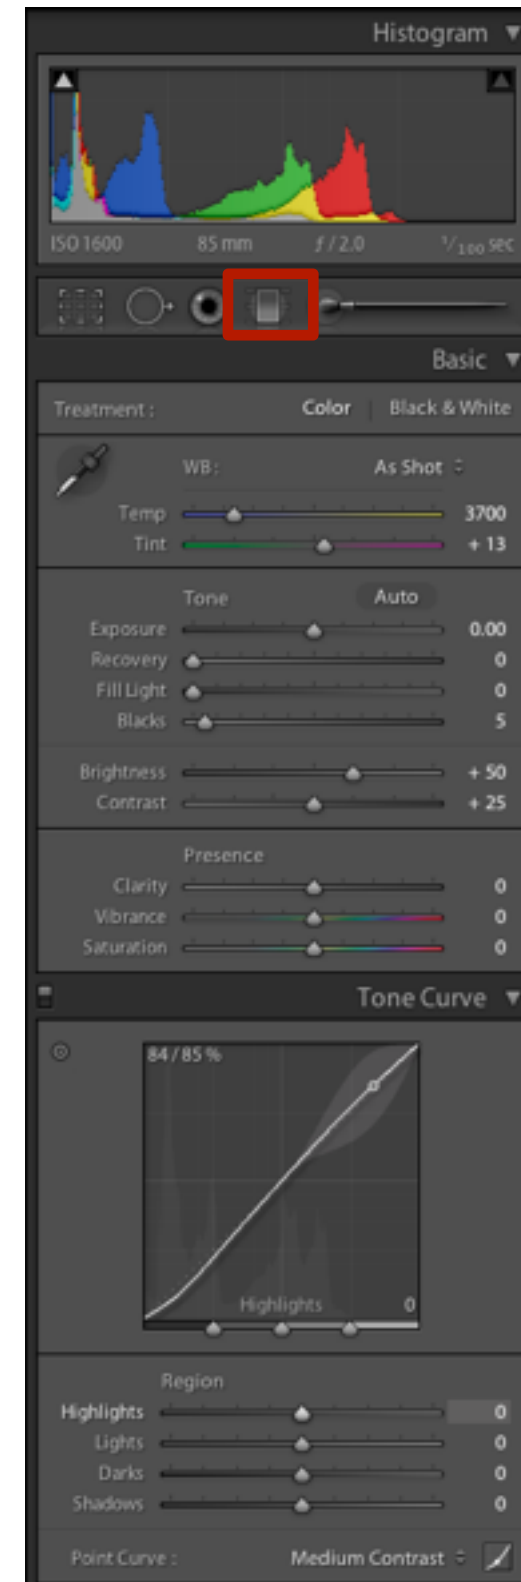 Histogram
ISO 1600 85 mm ƒ / 2.0 1/100 SEC
Basic
Treatment : Color Black & White
WB : As Shot
Temp 3700
Tint + 13
Tone Auto
Exposure 0.00
Recovery 0
Fill Light 0
Blacks 5
Brightness + 50
Contrast + 25
Presence
Clarity 0
Vibrance 0
Saturation 0
Tone Curve
84 / 85 %
Highlights 0
Region
Highlights 0
Lights 0
Darks 0
Shadows 0
Point Curve : Medium Contrast